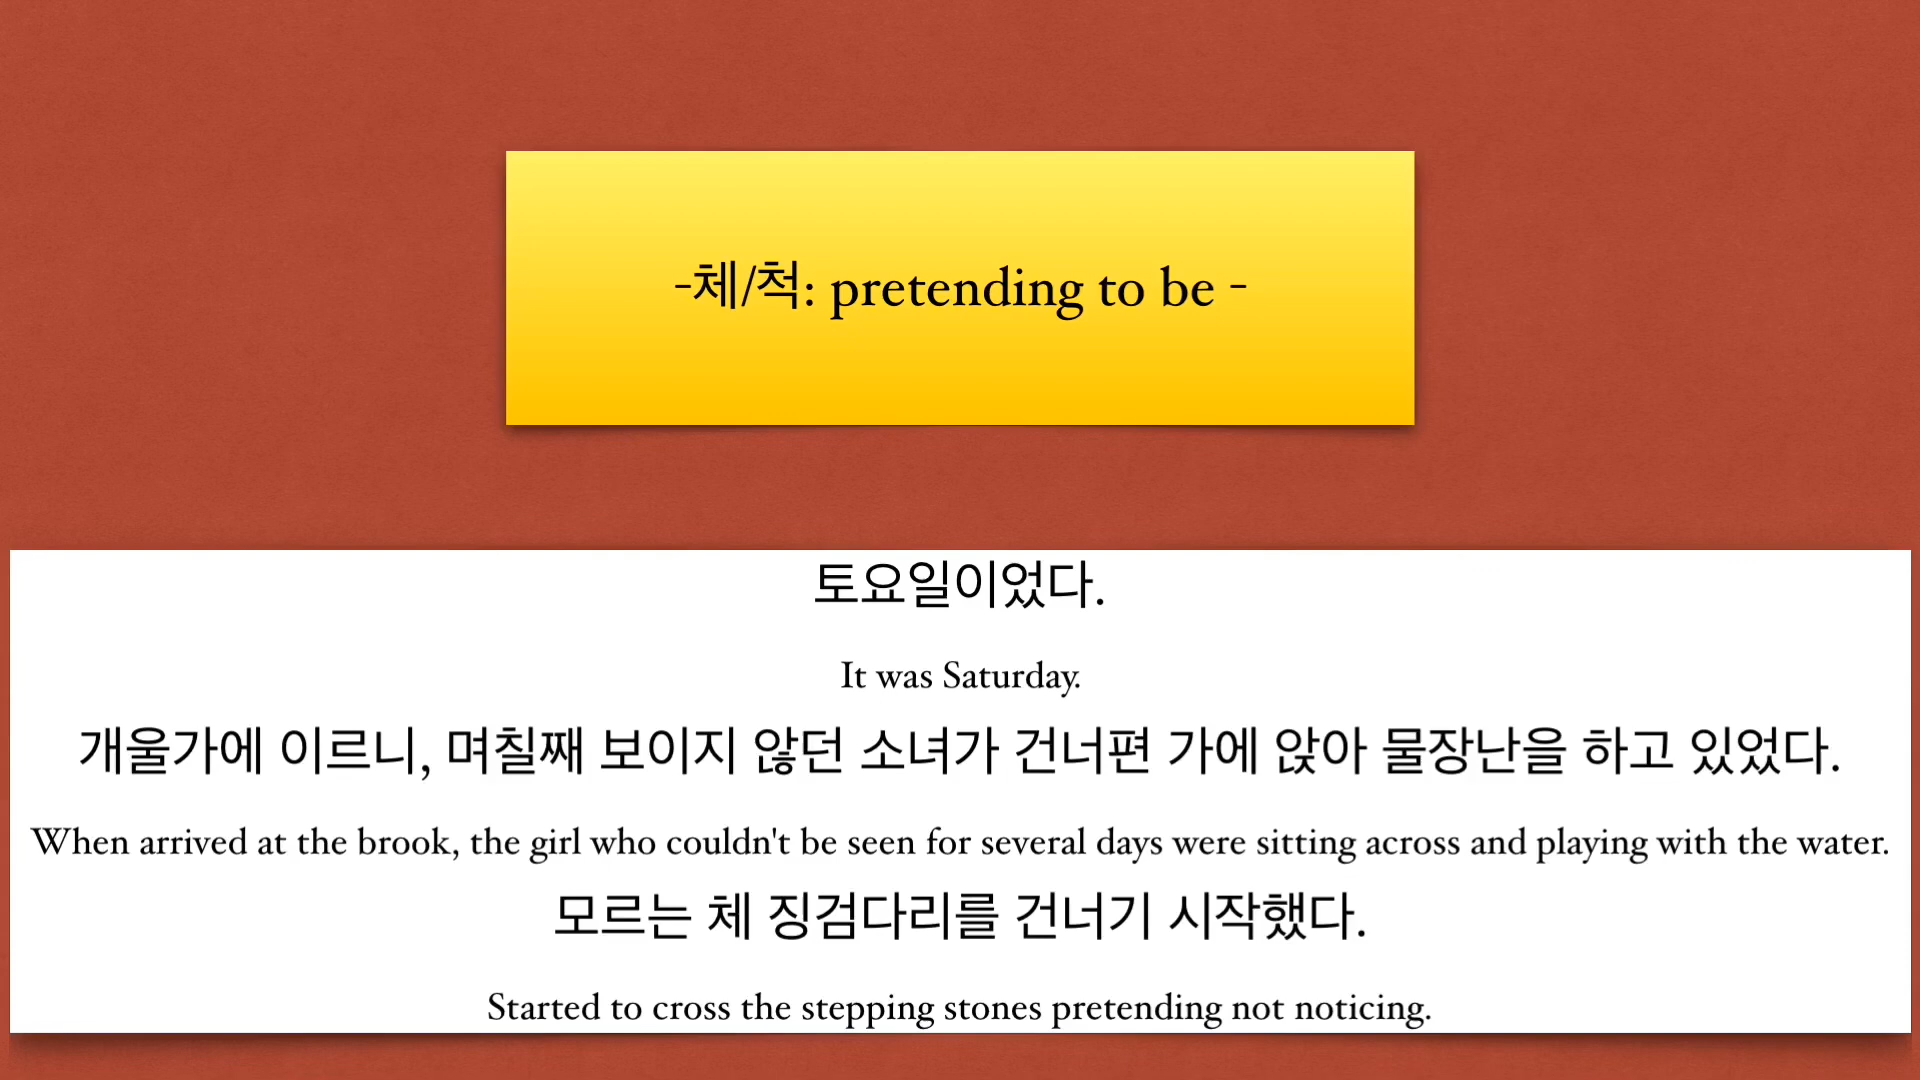 -체/척: pretending to be -
토요일이었다.
It was Saturday.
개울가에 이르니, 며칠째 보이지 않던 소녀가 건너편 가에 앉아 물장난을 하고 있었다.
When arrived at the brook, the girl who couldn't be seen for several days were sitting across and playing with the water.
모르는 체 징검다리를 건너기 시작했다.
Started to cross the stepping stones pretending not noticing.